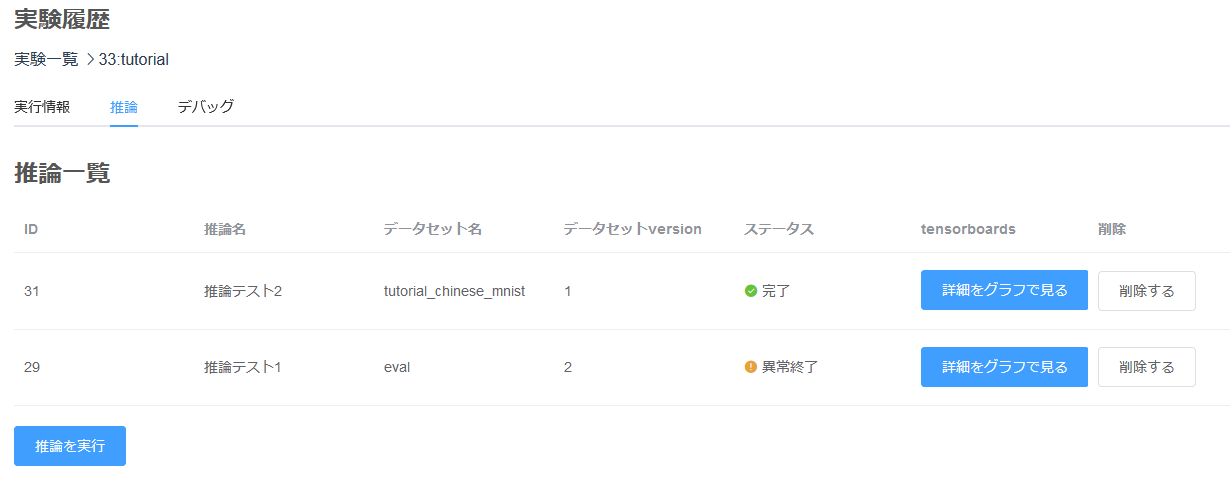 実験履歴
実験一覧 > 33:tutorial
実行情報 推論 デバッグ
推論一覧
ID 推論名 データセット名 データセットversion ステータス tensorboards 削除
31 推論テスト2 tutorial_chinese_mnist 1 完了 詳細をグラフで見る 削除する
29 推論テスト1 eval 2 異常終了 詳細をグラフで見る 削除する
推論を実行